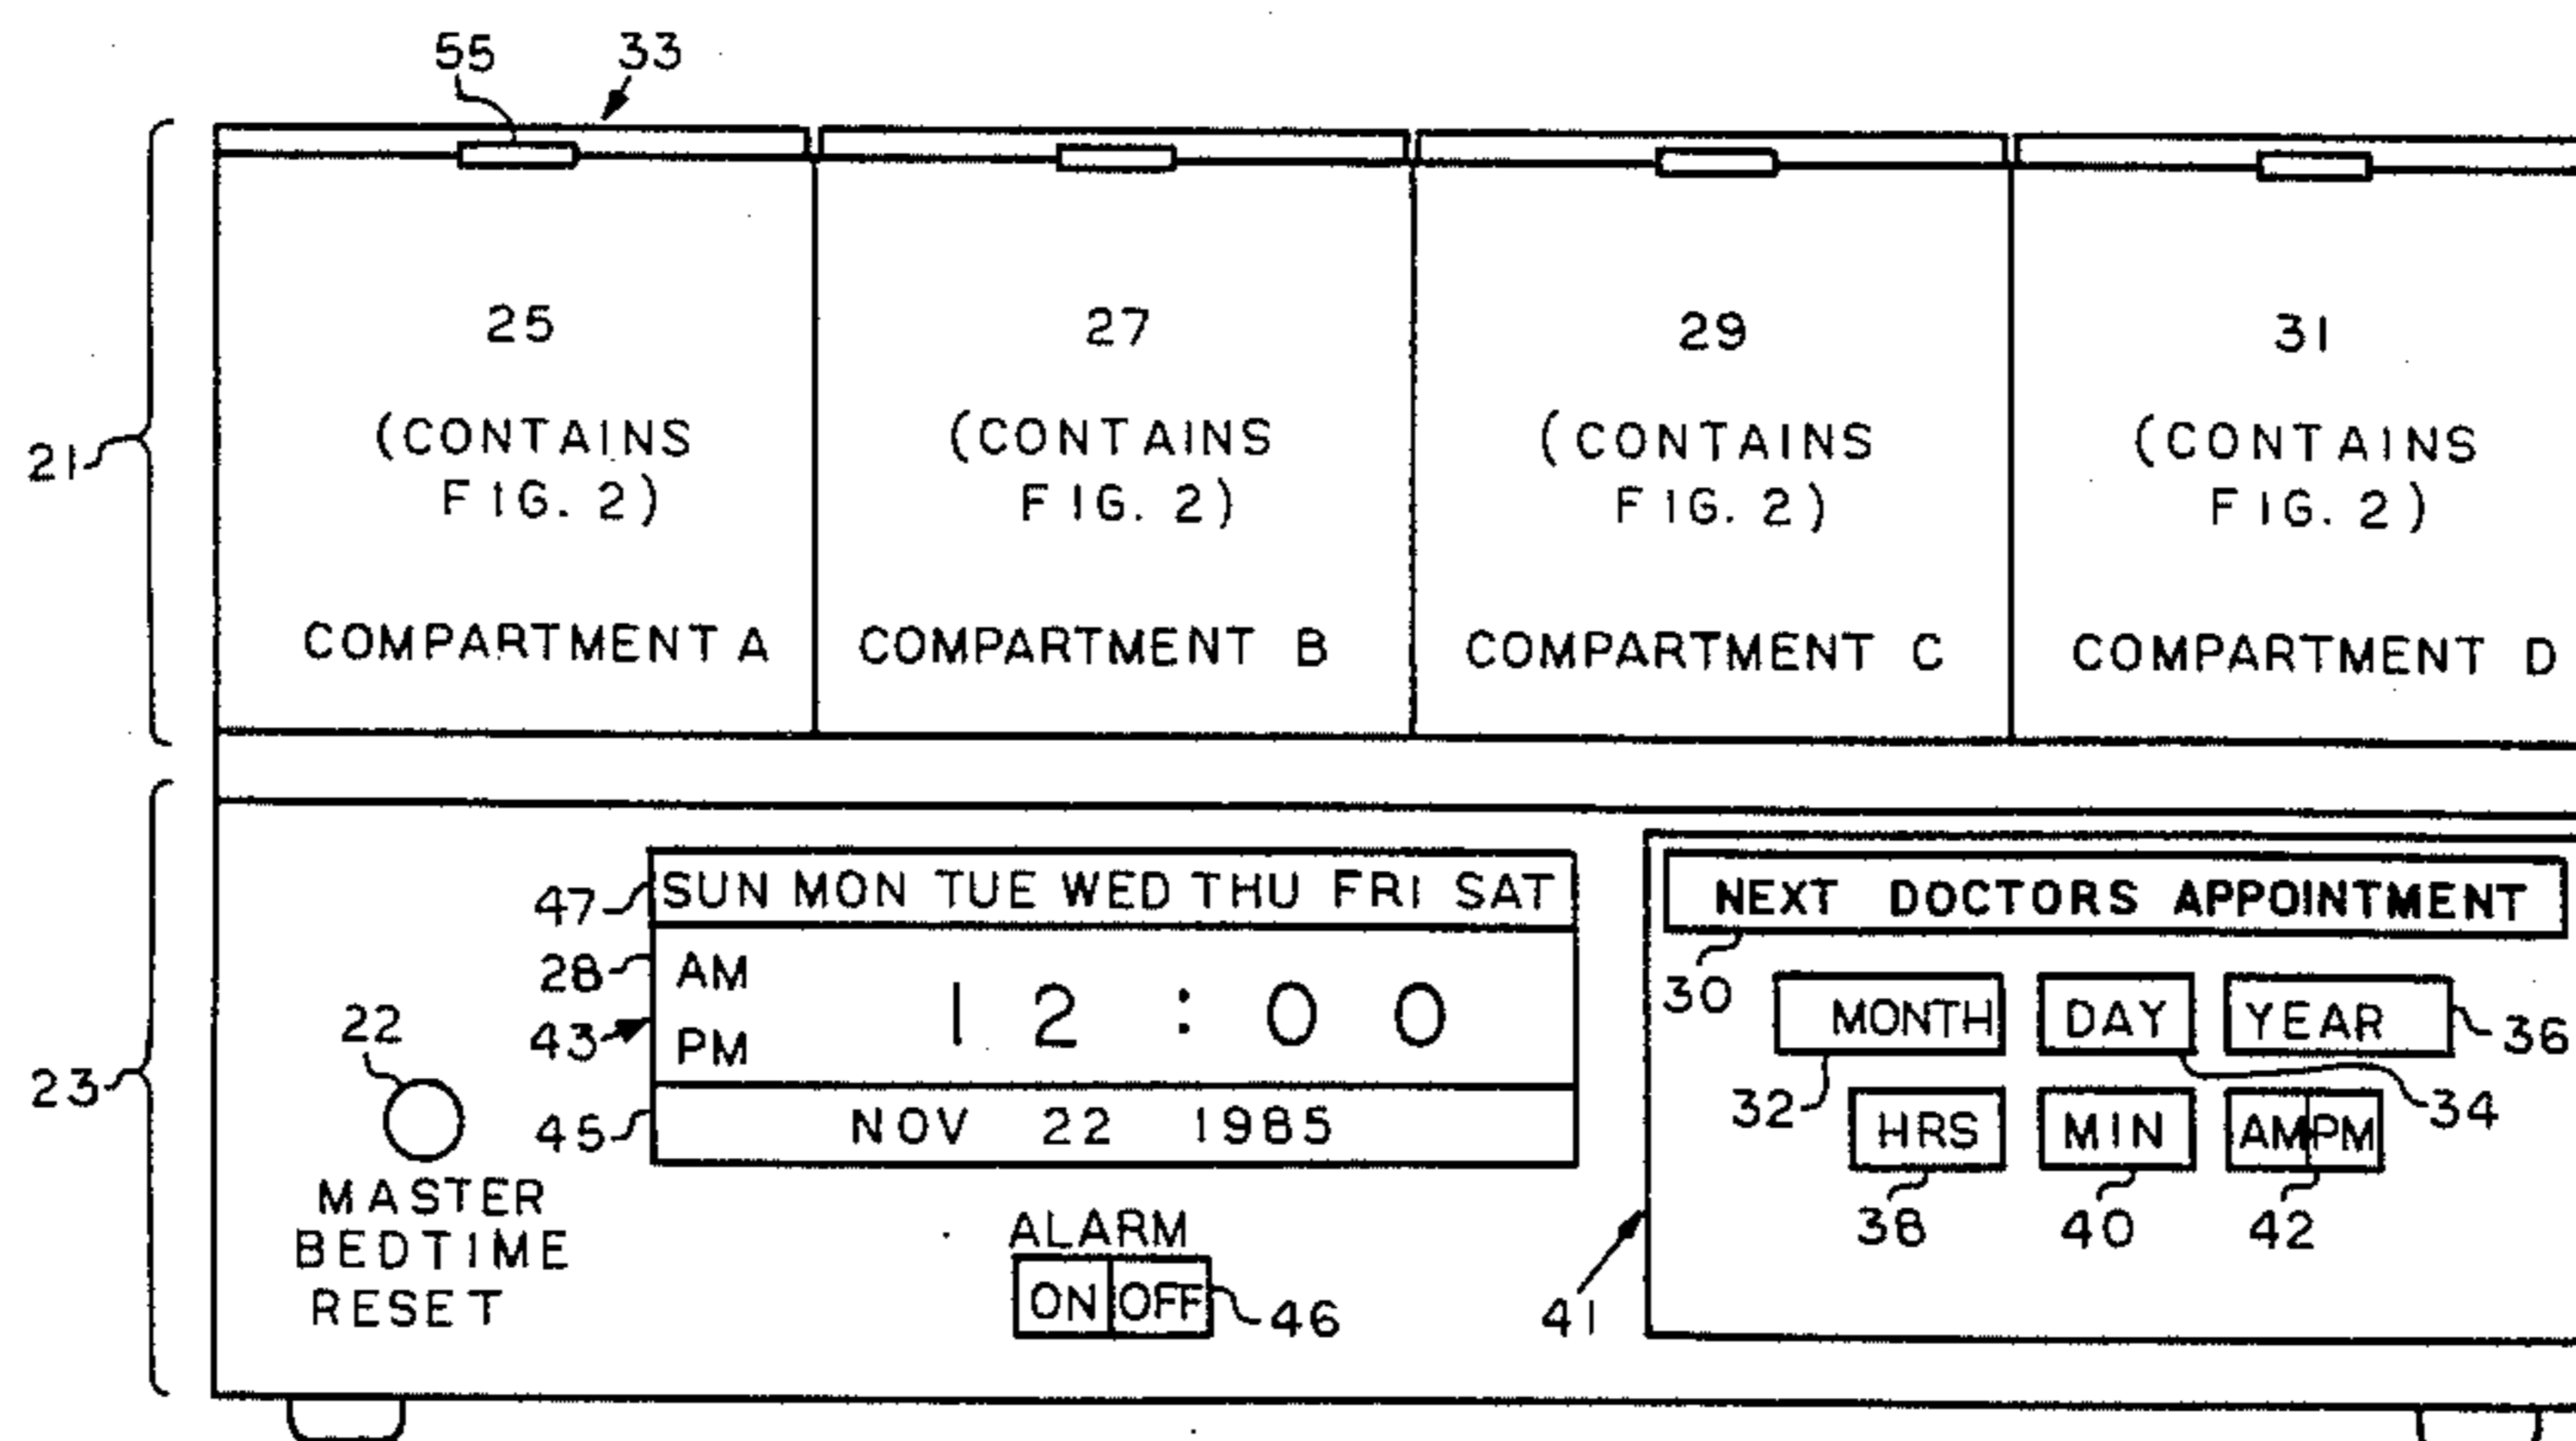 55 33
25 27 29 31
(CONTAINS FIG. 2) (CONTAINS FIG. 2) (CONTAINS FIG. 2) (CONTAINS FIG. 2)
21
COMPARTMENT A COMPARTMENT B COMPARTMENT C COMPARTMENT D
23
22
MASTER
BEDTIME
RESET
47 SUN MON TUE WED THU FRI SAT
28 AM
12:00
43 PM
45 NOV 22 1985
ALARM
ON OFF 46
41
NEXT DOCTORS APPOINTMENT
30
MONTH DAY YEAR 36
32 34
HRS MIN AM PM
38 40 42